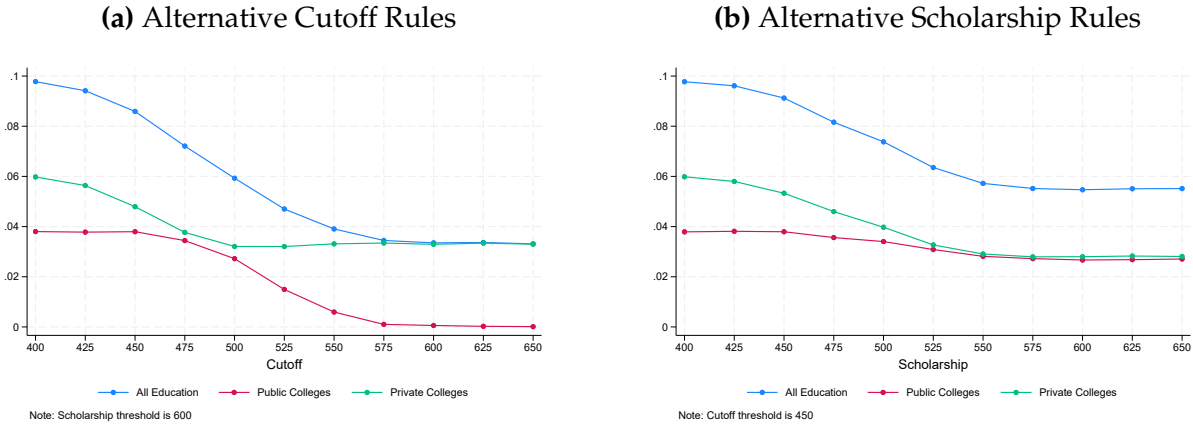 (a) Alternative Cutoff Rules
.1
.08
.06
.04
.02
0
400 425 450 475 500 525 550 575 600 625 650
Cutoff
All Education Public Colleges Private Colleges
Note: Scholarship threshold is 600
(b) Alternative Scholarship Rules
.1
.08
.06
.04
.02
0
400 425 450 475 500 525 550 575 600 625 650
Scholarship
All Education Public Colleges Private Colleges
Note: Cutoff threshold is 450